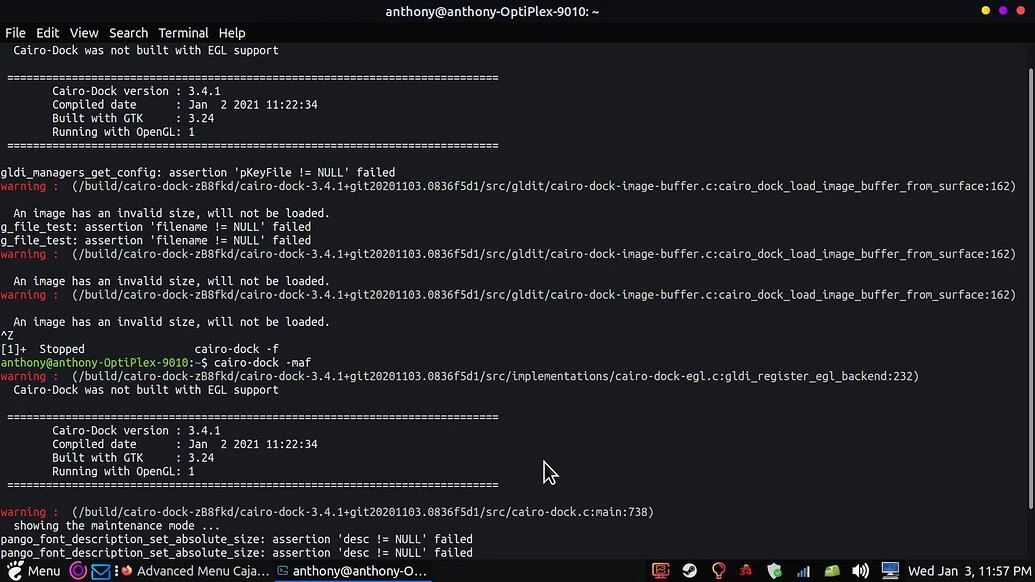 anthony@anthony-OptiPlex-9010: ~
File Edit View Search Terminal Help
Cairo-Dock was not built with EGL support
========================================================================
Cairo-Dock version : 3.4.1
Compiled date : Jan 2 2021 11:22:34
Built with GTK : 3.24
Running with OpenGL: 1
========================================================================
gldi_managers_get_config: assertion 'pKeyFile != NULL' failed
warning : (/build/cairo-dock-zB8fkd/cairo-dock-3.4.1+git20201103.0836f5d1/src/gldit/cairo-dock-image-buffer.c:cairo_dock_load_image_buffer_from_surface:162)
An image has an invalid size, will not be loaded.
g_file_test: assertion 'filename != NULL' failed
g_file_test: assertion 'filename != NULL' failed
warning : (/build/cairo-dock-zB8fkd/cairo-dock-3.4.1+git20201103.0836f5d1/src/gldit/cairo-dock-image-buffer.c:cairo_dock_load_image_buffer_from_surface:162)
An image has an invalid size, will not be loaded.
warning : (/build/cairo-dock-zB8fkd/cairo-dock-3.4.1+git20201103.0836f5d1/src/gldit/cairo-dock-image-buffer.c:cairo_dock_load_image_buffer_from_surface:162)
An image has an invalid size, will not be loaded.
^Z
[1]+ Stopped cairo-dock -f
anthony@anthony-OptiPlex-9010:~$ cairo-dock -maf
warning : (/build/cairo-dock-zB8fkd/cairo-dock-3.4.1+git20201103.0836f5d1/src/implementations/cairo-dock-egl.c:gldi_register_egl_backend:232)
Cairo-Dock was not built with EGL support
========================================================================
Cairo-Dock version : 3.4.1
Compiled date : Jan 2 2021 11:22:34
Built with GTK : 3.24
Running with OpenGL: 1
========================================================================
warning : (/build/cairo-dock-zB8fkd/cairo-dock-3.4.1+git20201103.0836f5d1/src/cairo-dock.c:main:738)
showing the maintenance mode ...
pango_font_description_set_absolute_size: assertion 'desc != NULL' failed
pango_font_description_set_absolute_size: assertion 'desc != NULL' failed
Menu Advanced Menu Caja... anthony@anthony-O... 34 Wed Jan 3, 11:57 PM